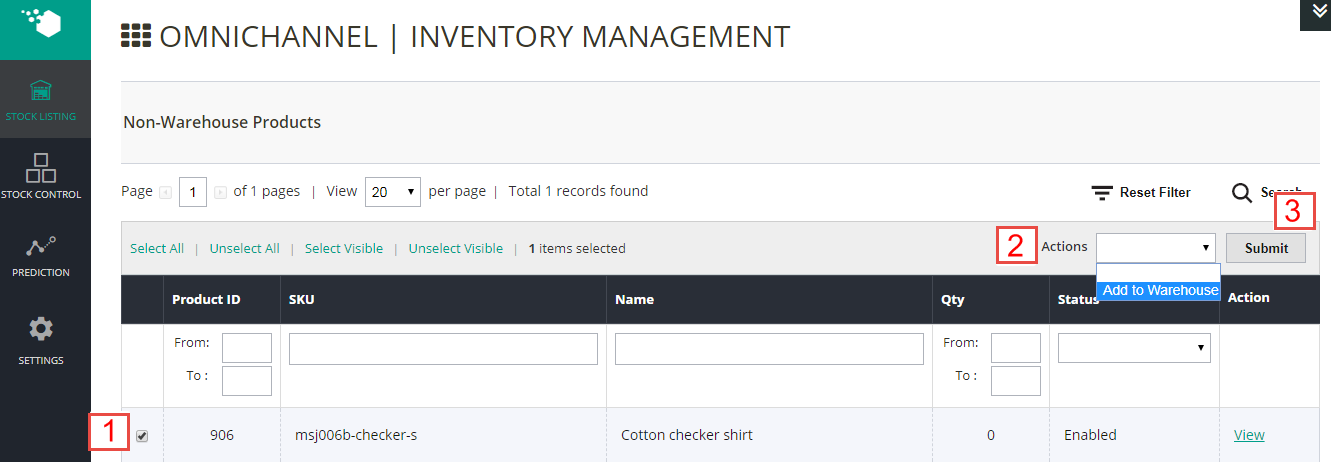 OMNICHANNEL | INVENTORY MANAGEMENT
STOCK LISTING
STOCK CONTROL
PREDICTION
SETTINGS
Non-Warehouse Products
Page 1 of 1 pages | View 20 per page | Total 1 records found
Reset Filter
Search
3
Select All | Unselect All | Select Visible | Unselect Visible | 1 items selected
2 Actions Submit
Add to Warehouse
Product ID SKU Name Qty Status Action
From: From:
To : To :
1 906 msj006b-checker-s Cotton checker shirt 0 Enabled View